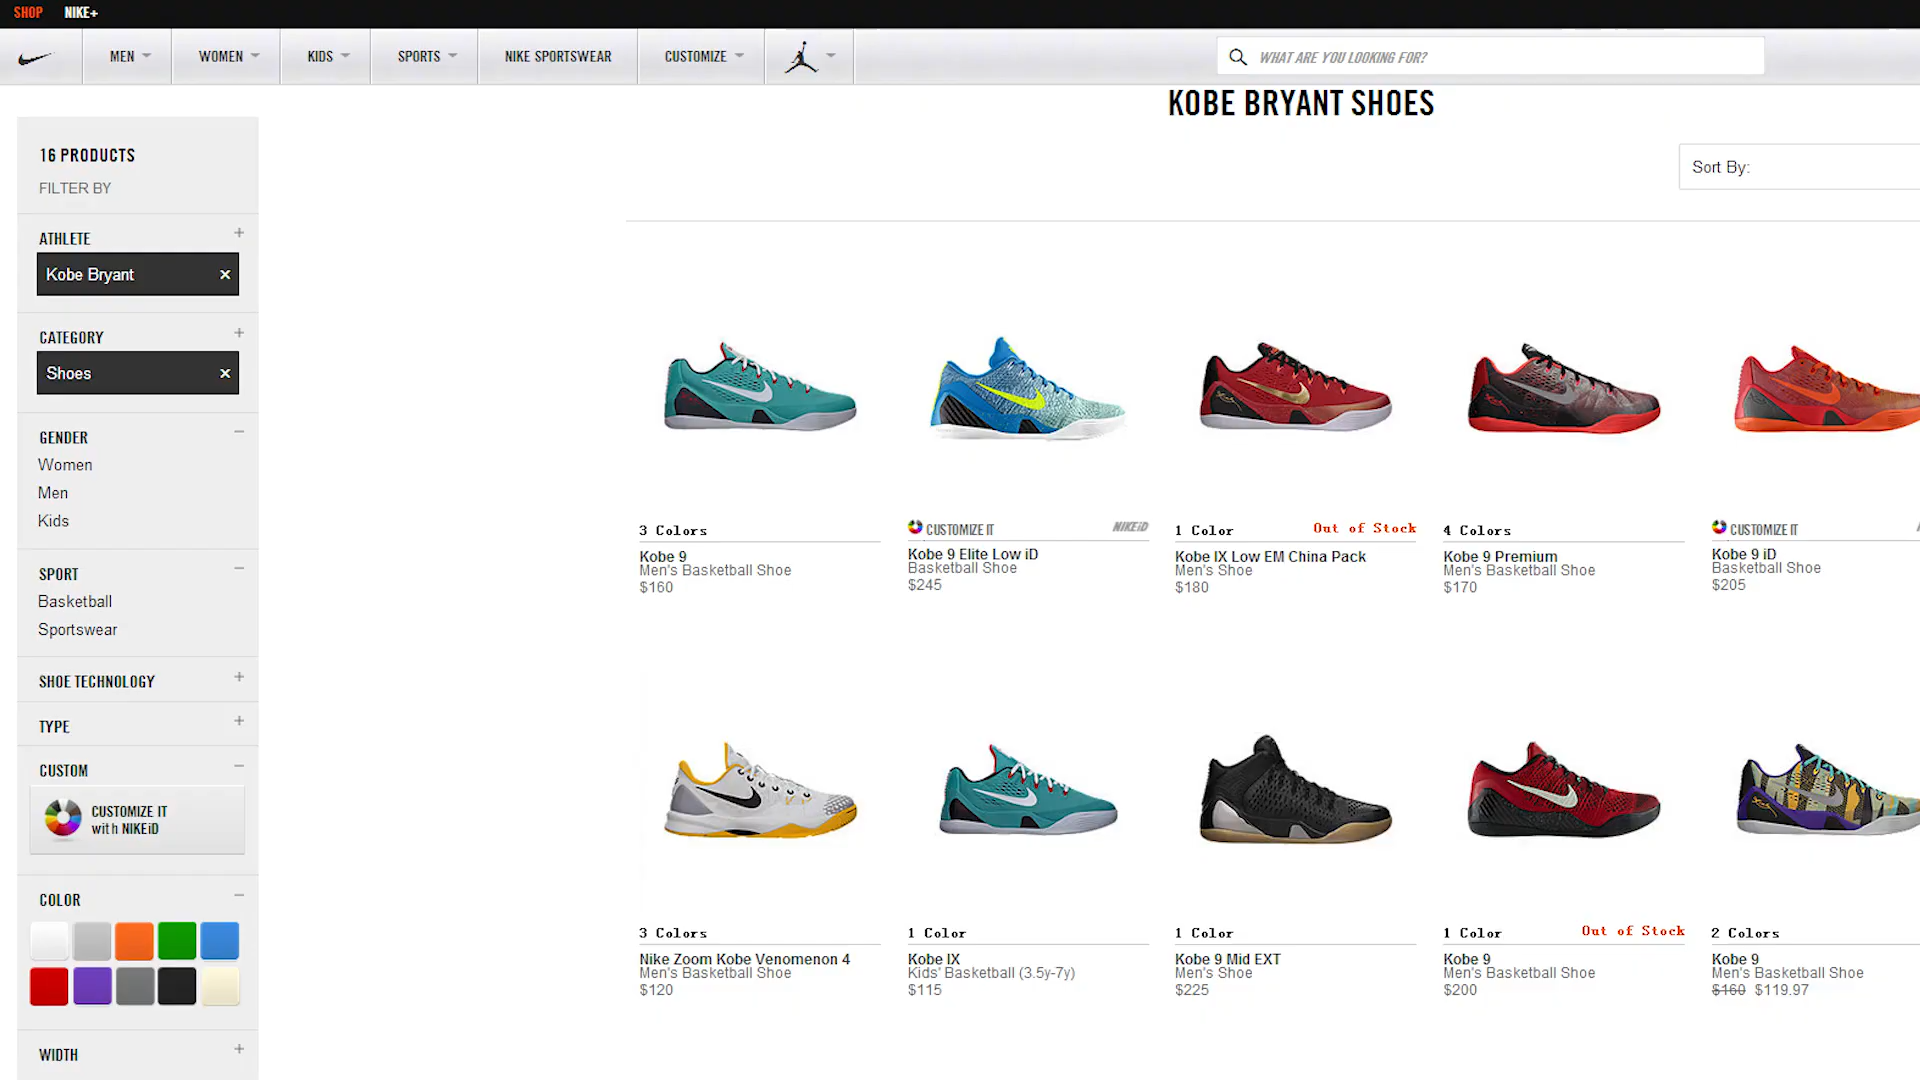 SHOP NIKE+
MEN WOMEN KIDS SPORTS NIKE SPORTSWEAR CUSTOMIZE WHAT ARE YOU LOOKING FOR?
KOBE BRYANT SHOES
16 PRODUCTS
FILTER BY
Sort By:
ATHLETE +
Kobe Bryant ×
CATEGORY +
Shoes ×
GENDER −
Women
Men
Kids
SPORT −
Basketball
Sportswear
SHOE TECHNOLOGY +
TYPE +
CUSTOM −
CUSTOMIZE IT
with NIKEiD
COLOR −
WIDTH +
3 Colors
Kobe 9
Men's Basketball Shoe
$160
CUSTOMIZE IT NIKEiD
Kobe 9 Elite Low iD
Basketball Shoe
$245
1 Color Out of Stock
Kobe IX Low EM China Pack
Men's Shoe
$180
4 Colors
Kobe 9 Premium
Men's Basketball Shoe
$170
CUSTOMIZE IT
Kobe 9 iD
Basketball Shoe
$205
3 Colors
Nike Zoom Kobe Venomenon 4
Men's Basketball Shoe
$120
1 Color
Kobe IX
Kids' Basketball (3.5y-7y)
$115
1 Color
Kobe 9 Mid EXT
Men's Shoe
$225
1 Color Out of Stock
Kobe 9
Men's Basketball Shoe
$200
2 Colors
Kobe 9
Men's Basketball Shoe
$160 $119.97